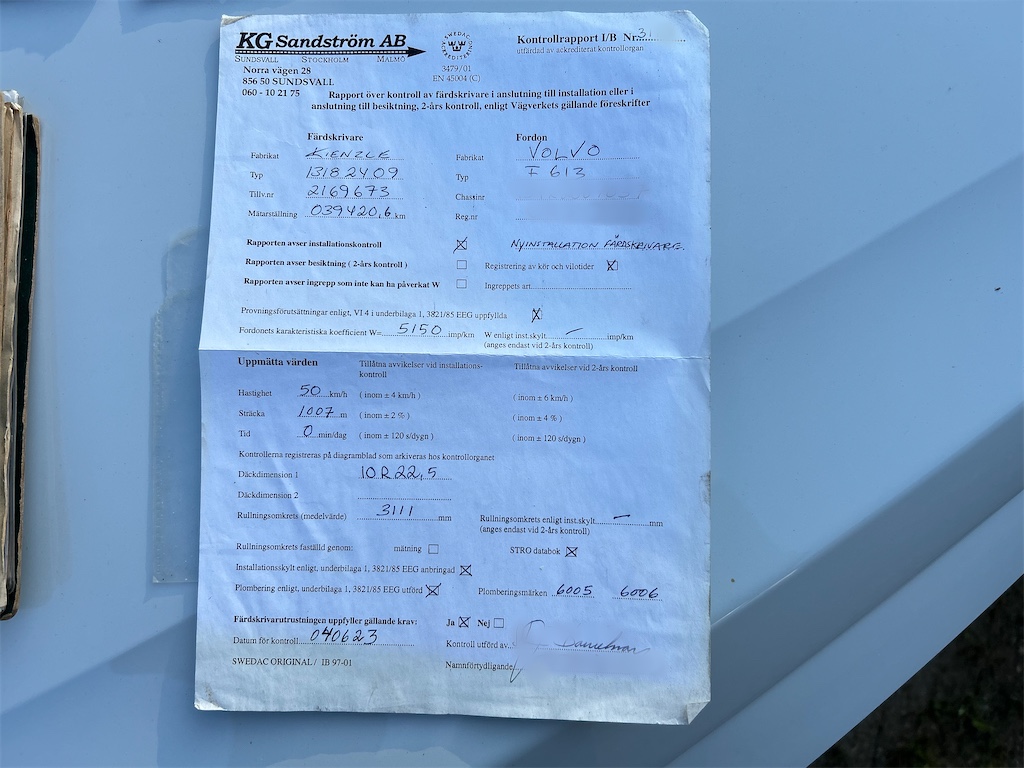 KG Sandström AB
SUNDSVALL STOCKHOLM MALMÖ
Norra vägen 28
856 50 SUNDSVALL
060 - 10 21 75
SWEDAC
ACKREDITERING
3479/01
EN 45004 (C)
Kontrollrapport I/B Nr. 31
utfärdad av ackrediterat kontrollorgan
Rapport över kontroll av färdskrivare i anslutning till installation eller i
anslutning till besiktning, 2-års kontroll, enligt Vägverkets gällande föreskrifter
Färdskrivare Fordon
Fabrikat KIENZLE Fabrikat VOLVO
Typ 13182409 Typ F 613
Tillv.nr 2169673 Chassinr
Mätarställning 039420,6 km Reg.nr
Rapporten avser installationskontroll NYINSTALLATION FÄRDSKRIVARE.
Rapporten avser besiktning ( 2-års kontroll ) Registrering av kör och vilotider
Rapporten avser ingrepp som inte kan ha påverkat W Ingreppets art
Provningsförutsättningar enligt, VI 4 i underbilaga 1, 3821/85 EEG uppfyllda
Fordonets karakteristiska koefficient W= 5150 imp/km W enligt inst.skylt – imp/km
(anges endast vid 2-års kontroll)
Uppmätta värden Tillåtna avvikelser vid installations- Tillåtna avvikelser vid 2-års kontroll
kontroll
Hastighet 50 km/h ( inom ± 4 km/h ) ( inom ± 6 km/h )
Sträcka 1007 m ( inom ± 2 % ) ( inom ± 4 % )
Tid 0 min/dag ( inom ± 120 s/dygn ) ( inom ± 120 s/dygn )
Kontrollerna registreras på diagramblad som arkiveras hos kontrollorganet
Däckdimension 1 10 R 22,5
Däckdimension 2
Rullningsomkrets (medelvärde) 3111 mm Rullningsomkrets enligt inst.skylt – mm
(anges endast vid 2-års kontroll)
Rullningsomkrets faställd genom: mätning STRO databok
Installationsskylt enligt, underbilaga 1, 3821/85 EEG anbringad
Plombering enligt, underbilaga 1, 3821/85 EEG utförd Plomberingsmärken 6005 6006
Färdskrivarutrustningen uppfyller gällande krav: Ja Nej
Datum för kontroll 040623 Kontroll utförd av
SWEDAC ORIGINAL / IB 97-01 Namnförtydligande